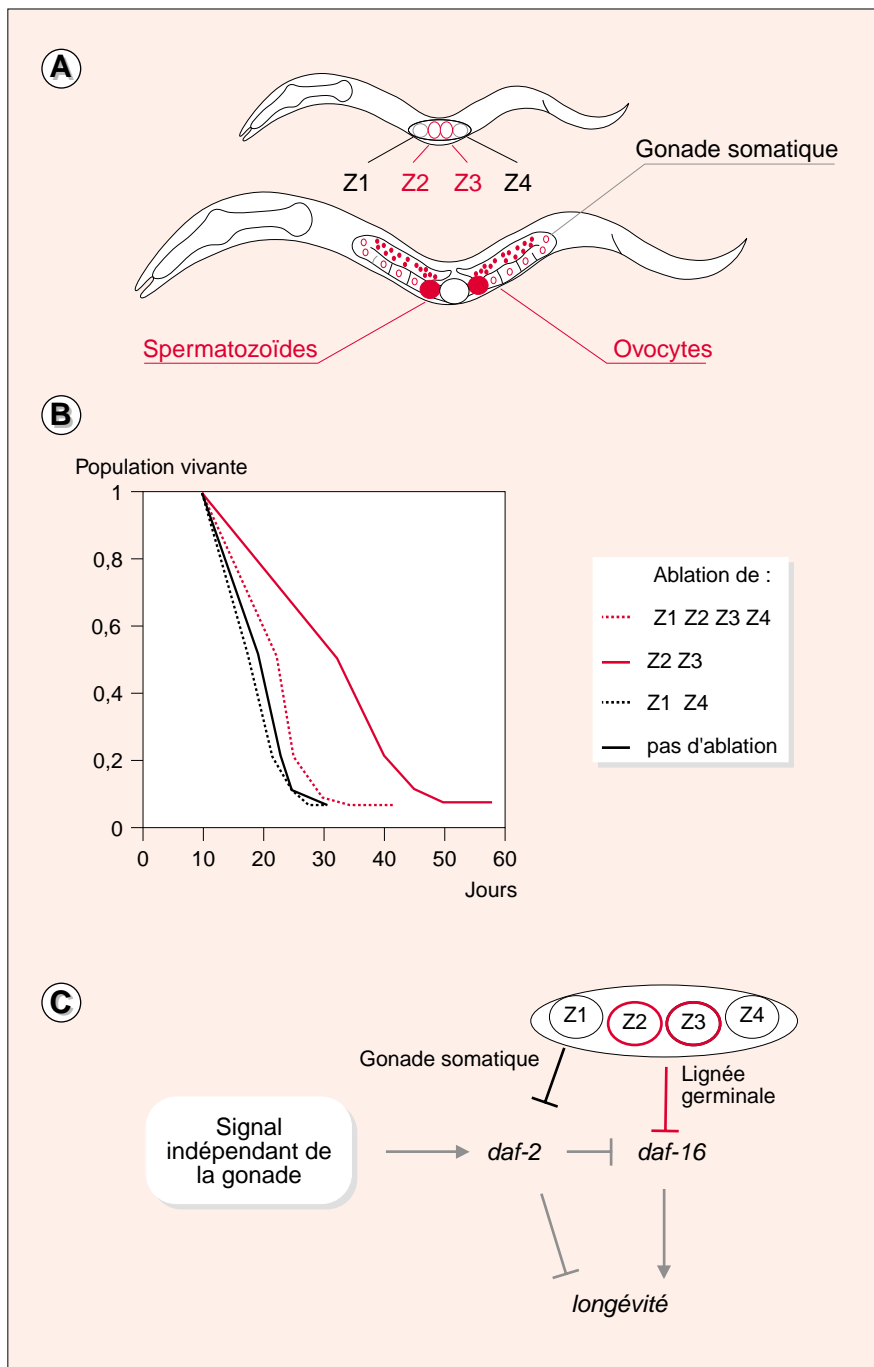 A
Z1 Z2 Z3 Z4
Gonade somatique
Spermatozoïdes
Ovocytes
B
Population vivante
1
0,8
0,6
0,4
0,2
0
0 10 20 30 40 50 60
Jours
Ablation de :
Z1 Z2 Z3 Z4
Z2 Z3
Z1 Z4
pas d'ablation
C
Z1 Z2 Z3 Z4
Gonade somatique
Lignée
germinale
Signal
indépendant de
la gonade
daf-2
daf-16
longévité